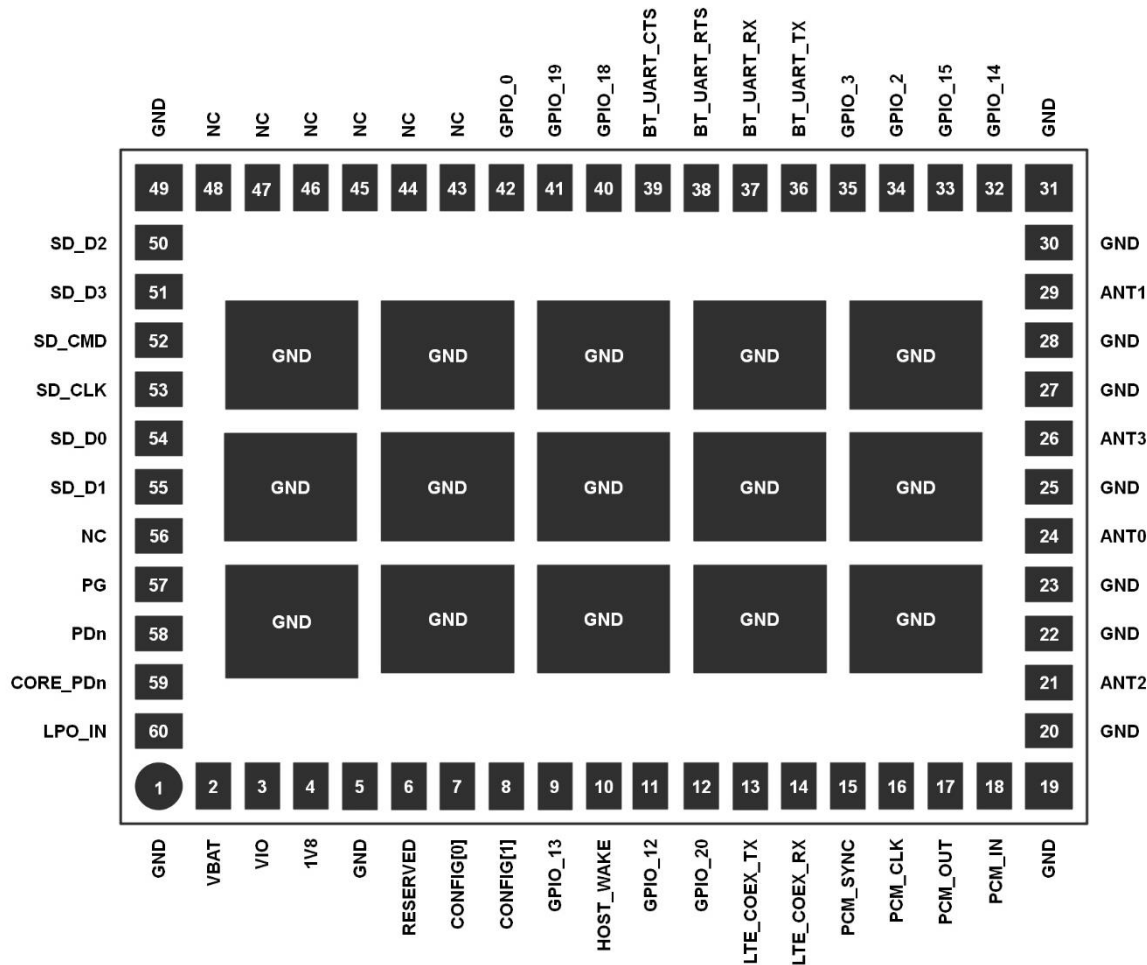 GND NC NC NC NC NC NC GPIO_0 GPIO_19 GPIO_18 BT_UART_CTS BT_UART_RTS BT_UART_RX BT_UART_TX GPIO_3 GPIO_2 GPIO_15 GPIO_14 GND
49 48 47 46 45 44 43 42 41 40 39 38 37 36 35 34 33 32 31
SD_D2 50 30 GND
SD_D3 51 29 ANT1
SD_CMD 52 28 GND
GND GND GND GND GND
SD_CLK 53 27 GND
SD_D0 54 26 ANT3
SD_D1 55 GND GND GND GND GND 25 GND
NC 56 24 ANT0
PG 57 23 GND
GND GND GND GND GND
PDn 58 22 GND
CORE_PDn 59 21 ANT2
LPO_IN 60 20 GND
1 2 3 4 5 6 7 8 9 10 11 12 13 14 15 16 17 18 19
GND VBAT VIO 1V8 GND RESERVED CONFIG[0] CONFIG[1] GPIO_13 HOST_WAKE GPIO_12 GPIO_20 LTE_COEX_TX LTE_COEX_RX PCM_SYNC PCM_CLK PCM_OUT PCM_IN GND